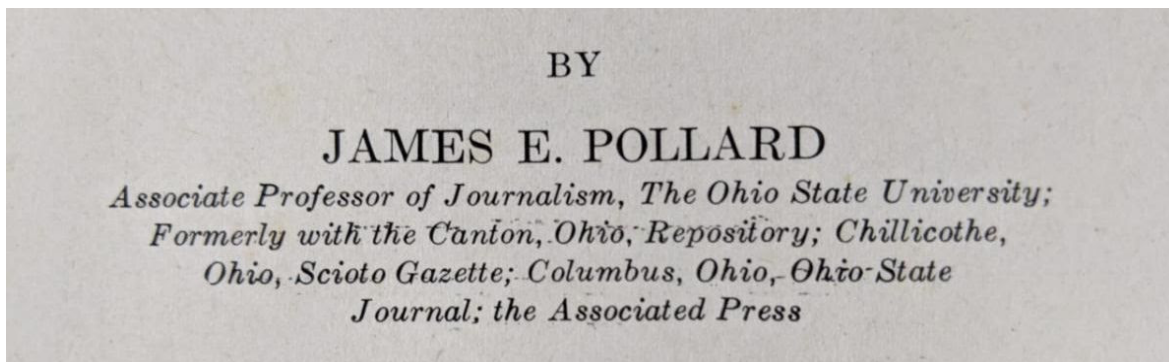 BY
JAMES E. POLLARD
Associate Professor of Journalism, The Ohio State University;
Formerly with the Canton, Ohio, Repository; Chillicothe,
Ohio, Scioto Gazette; Columbus, Ohio, Ohio State
Journal; the Associated Press